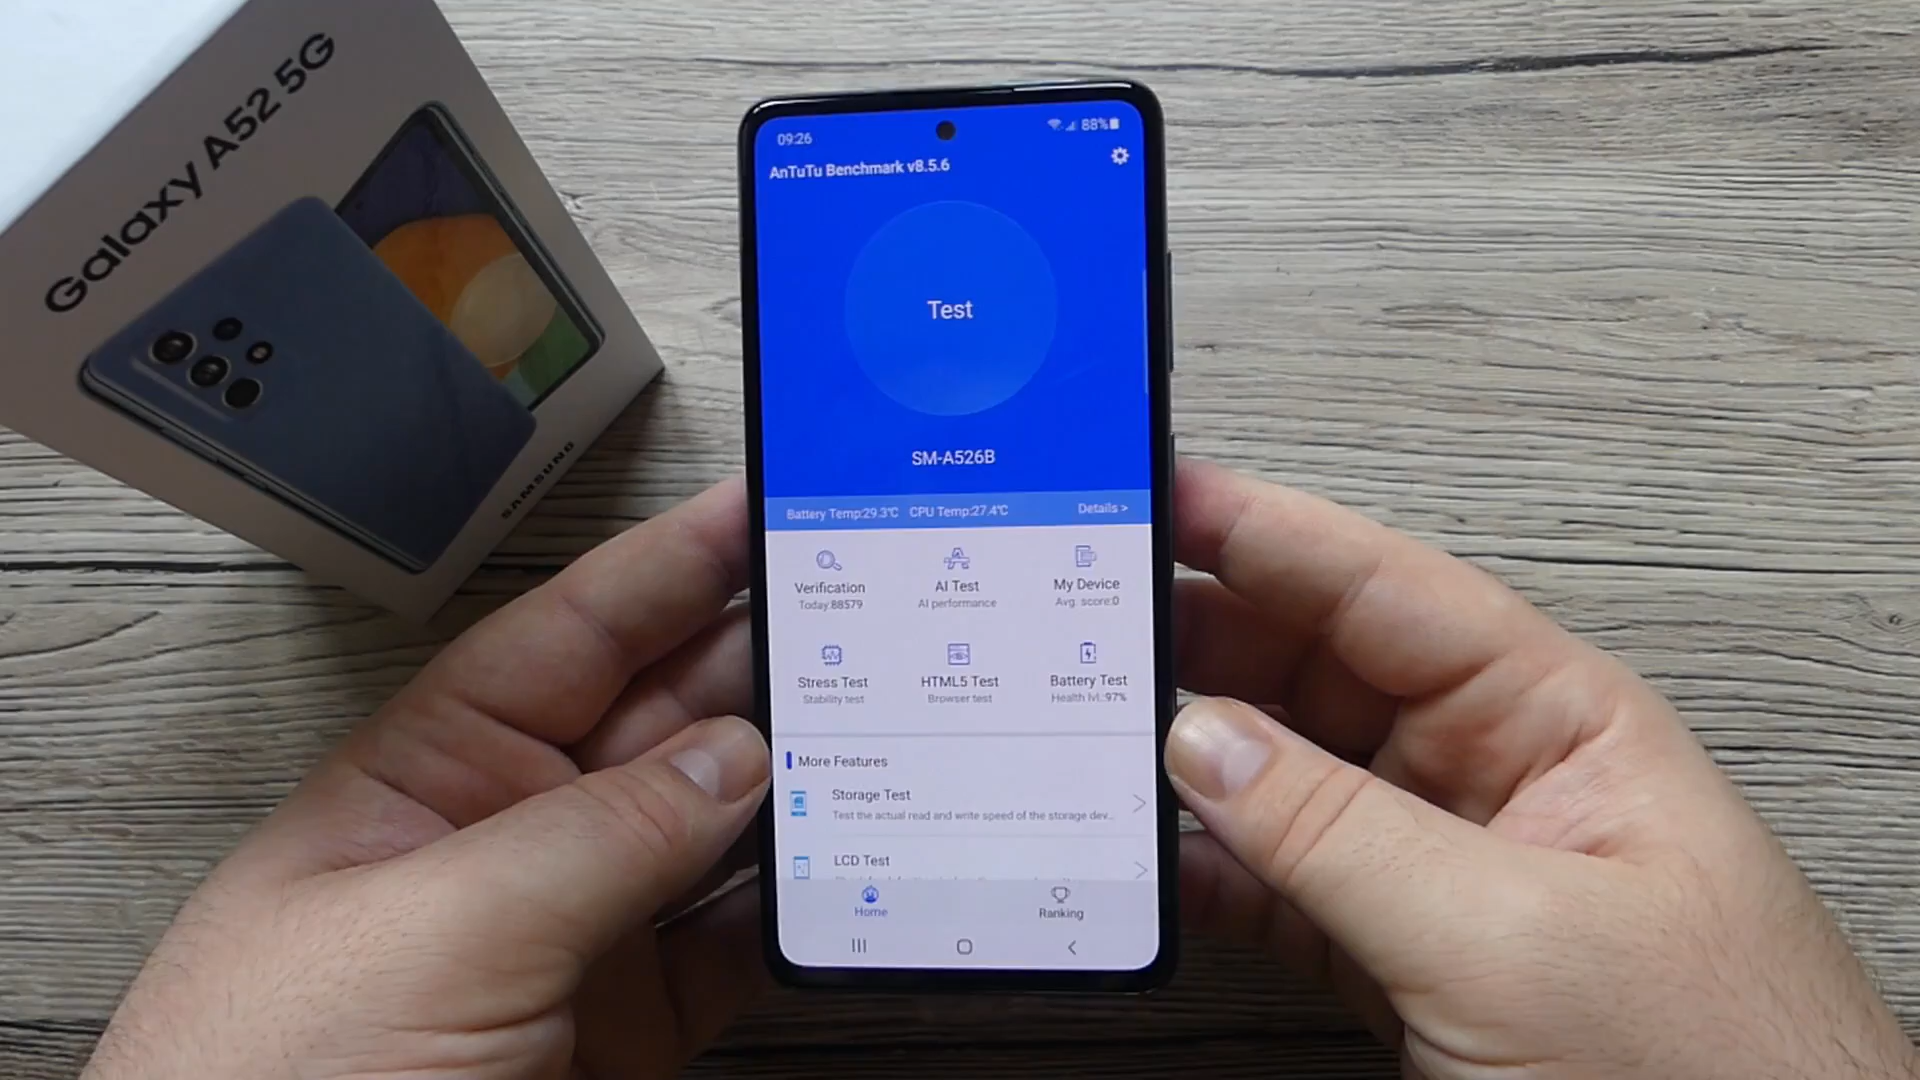 Galaxy A52 5G
SAMSUNG
09:26
88%
AnTuTu Benchmark v8.5.6
Test
SM-A526B
Battery Temp:29.3℃ CPU Temp:27.4℃ Details >
Verification
Today:88579
AI Test
AI performance
My Device
Avg. score:0
Stress Test
Stability test
HTML5 Test
Browser test
Battery Test
Health lvl.:97%
More Features
Storage Test
Test the actual read and write speed of the storage dev...
LCD Test
Home
Ranking